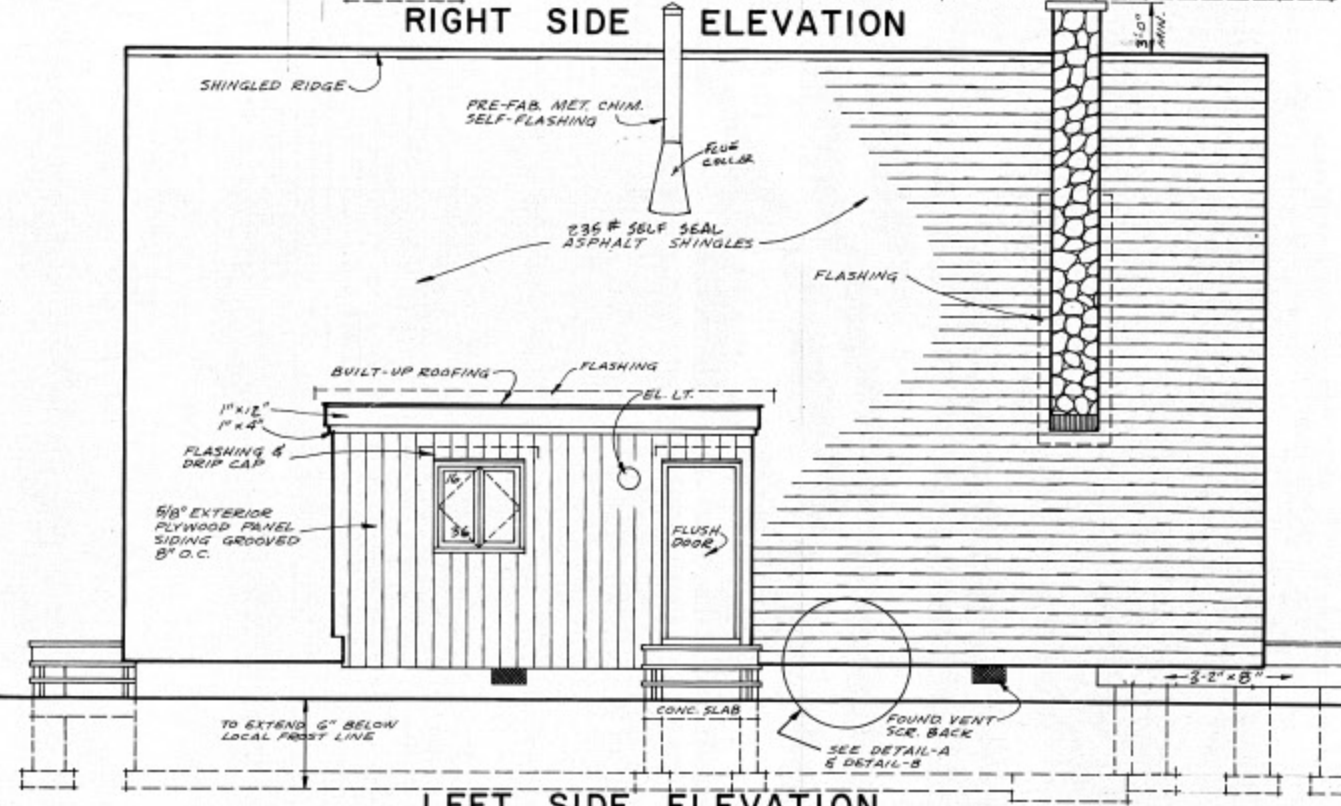 RIGHT SIDE ELEVATION
3'-0"
MIN.
SHINGLED RIDGE
PRE-FAB. MET. CHIM.
SELF-FLASHING
FLUE
COLLAR
235 # SELF SEAL
ASPHALT SHINGLES
FLASHING
BUILT-UP ROOFING
FLASHING
EL. LT.
1" x 12"
1" x 4"
FLASHING &
DRIP CAP
16
36
5/8" EXTERIOR
PLYWOOD PANEL
SIDING GROOVED
8" O.C.
FLUSH
DOOR
3-2" x 8"
CONC. SLAB
TO EXTEND 6" BELOW
LOCAL FROST LINE
FOUND. VENT
SCR. BACK
SEE DETAIL-A
& DETAIL-B
LEFT SIDE ELEVATION